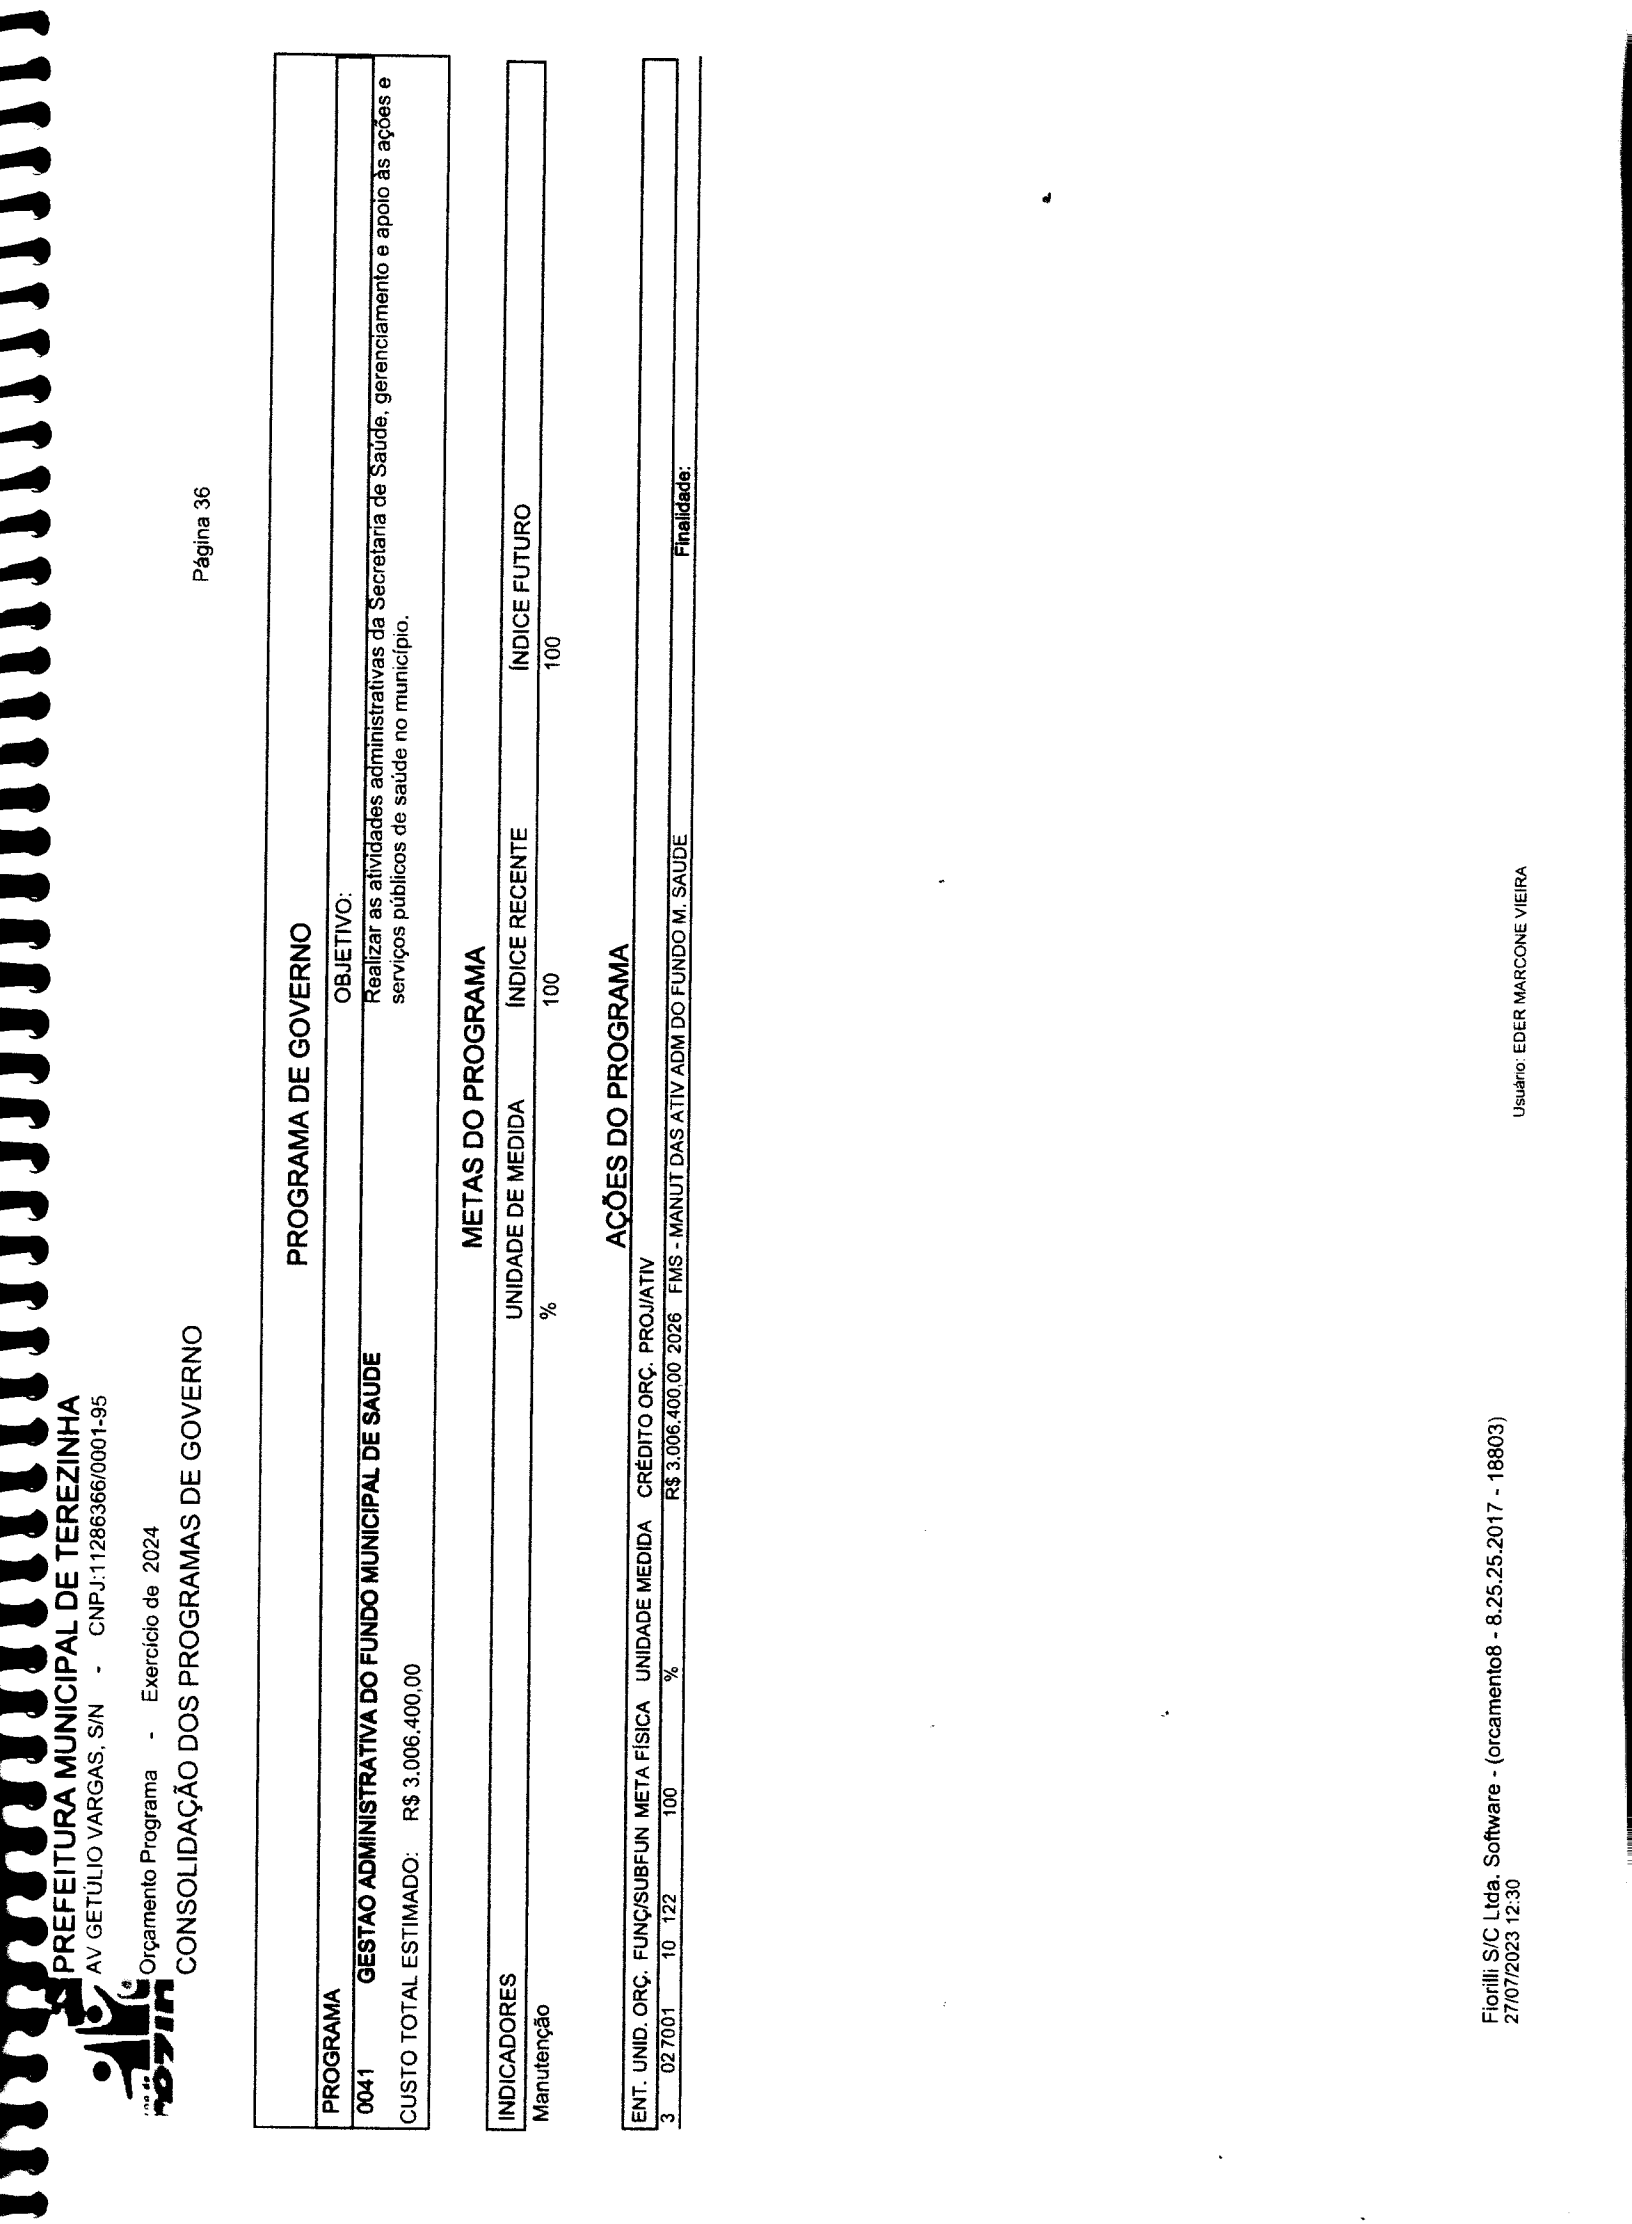 PREFEITURA MUNICIPAL DE TEREZINHA
AV GETÚLIO VARGAS, S/N - CNPJ:11286366/0001-95
Orçamento Programa - Exercício de 2024
CONSOLIDAÇÃO DOS PROGRAMAS DE GOVERNO
Página 36
PROGRAMA DE GOVERNO
PROGRAMA OBJETIVO:
0041 GESTAO ADMINISTRATIVA DO FUNDO MUNICIPAL DE SAUDE Realizar as atividades administrativas da Secretaria de Saúde, gerenciamento e apoio às ações e
serviços públicos de saúde no município.
CUSTO TOTAL ESTIMADO: R$ 3.006.400,00
METAS DO PROGRAMA
INDICADORES UNIDADE DE MEDIDA ÍNDICE RECENTE ÍNDICE FUTURO
Manutenção % 100 100
AÇÕES DO PROGRAMA
ENT. UNID. ORÇ. FUNÇ/SUBFUN META FÍSICA UNIDADE MEDIDA CRÉDITO ORÇ. PROJ/ATIV
3 02 7001 10 122 100 % R$ 3.006.400,00 2026 FMS - MANUT DAS ATIV ADM DO FUNDO M. SAUDE Finalidade:
Fiorilli S/C Ltda. Software - (orcamento8 - 8.25.25.2017 - 18803)
27/07/2023 12:30
Usuário: EDER MARCONE VIEIRA